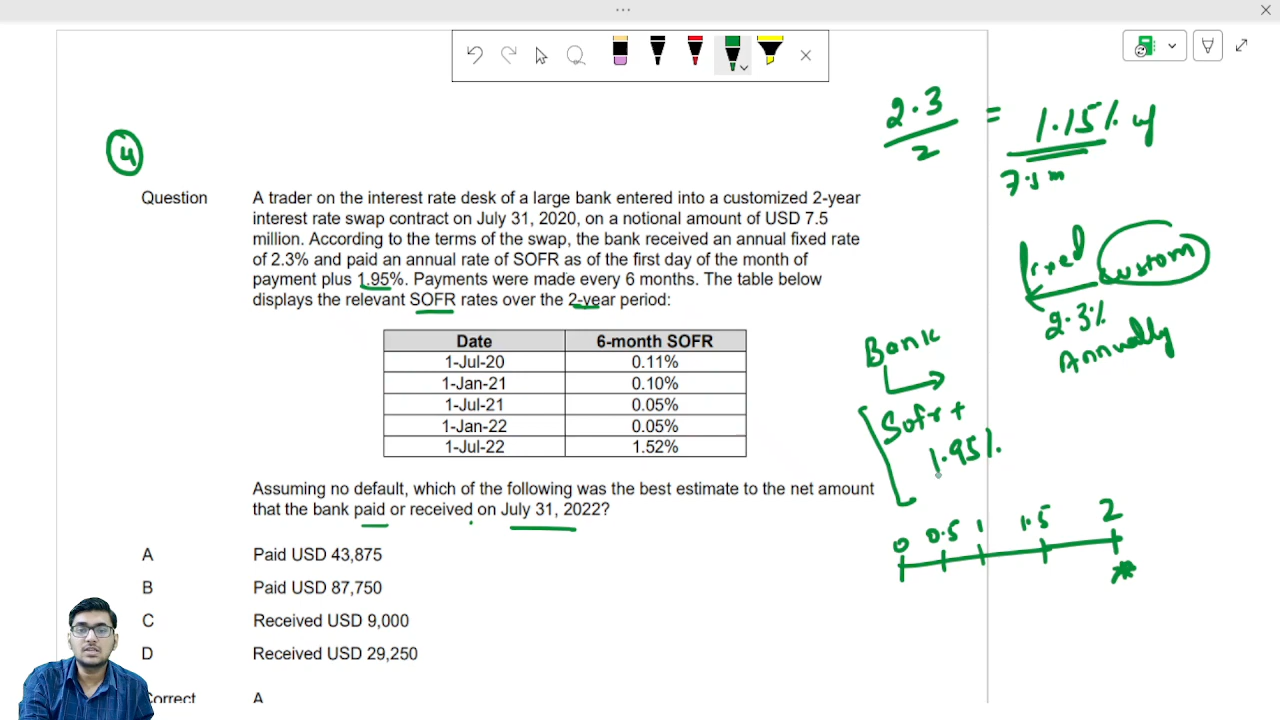 2.3
2
= 1.15% of
7.5 m
4
Question
A trader on the interest rate desk of a large bank entered into a customized 2-year
interest rate swap contract on July 31, 2020, on a notional amount of USD 7.5
million. According to the terms of the swap, the bank received an annual fixed rate
of 2.3% and paid an annual rate of SOFR as of the first day of the month of
payment plus 1.95%. Payments were made every 6 months. The table below
displays the relevant SOFR rates over the 2-year period:
Date 6-month SOFR
1-Jul-20 0.11%
1-Jan-21 0.10%
1-Jul-21 0.05%
1-Jan-22 0.05%
1-Jul-22 1.52%
Assuming no default, which of the following was the best estimate to the net amount
that the bank paid or received on July 31, 2022?
A Paid USD 43,875
B Paid USD 87,750
C Received USD 9,000
D Received USD 29,250
Correct A
fixed custom
2.3%
Annually
Bank
Sofr +
1.95%.
0 0.5 1 1.5 2